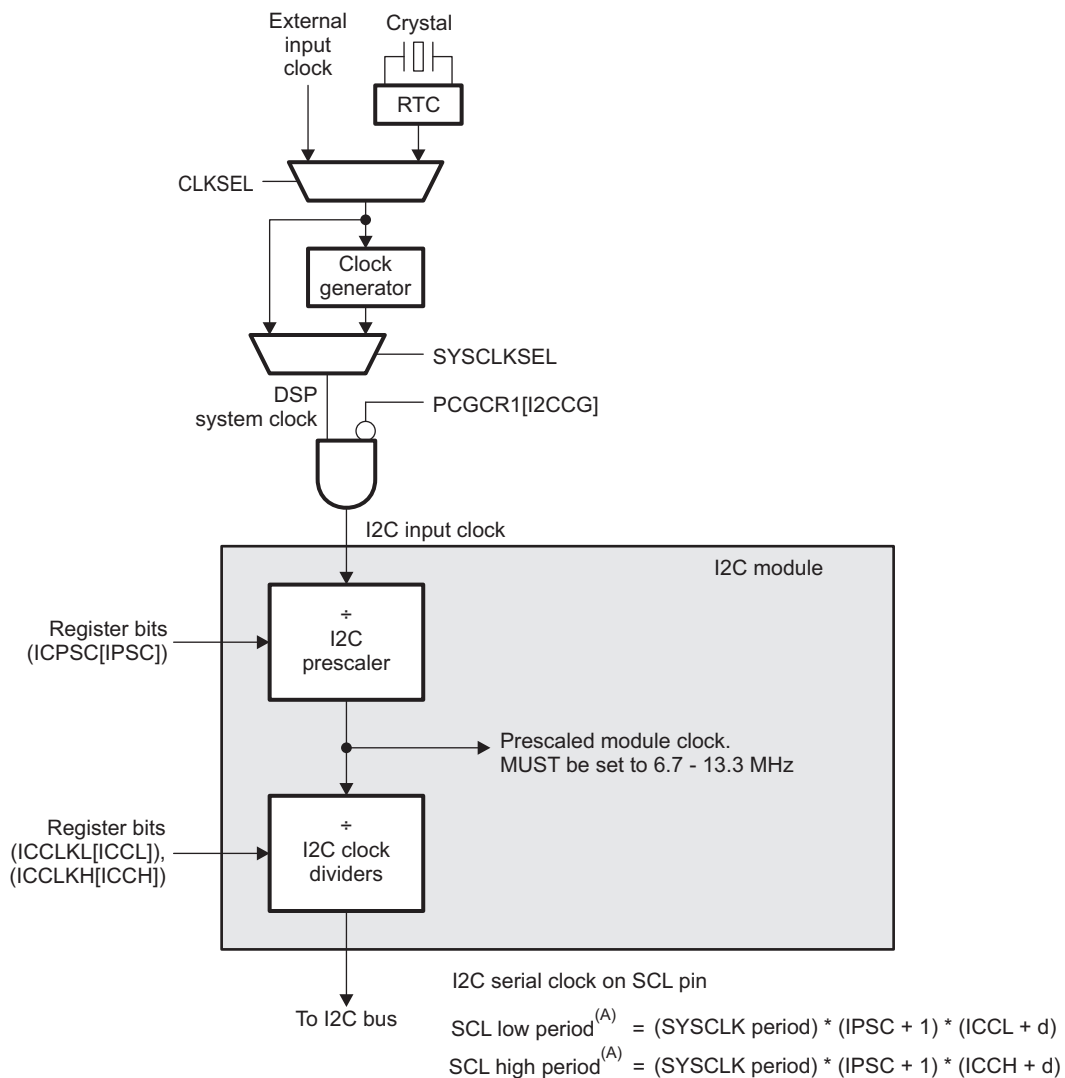 External
input
clock
Crystal
RTC
CLKSEL
Clock
generator
SYSCLKSEL
DSP
system clock
PCGCR1[I2CCG]
I2C input clock
I2C module
÷
I2C
prescaler
Register bits
(ICPSC[IPSC])
Prescaled module clock.
MUST be set to 6.7 - 13.3 MHz
÷
I2C clock
dividers
Register bits
(ICCLKL[ICCL]),
(ICCLKH[ICCH])
To I2C bus
I2C serial clock on SCL pin
SCL low period(A) = (SYSCLK period) * (IPSC + 1) * (ICCL + d)
SCL high period(A) = (SYSCLK period) * (IPSC + 1) * (ICCH + d)